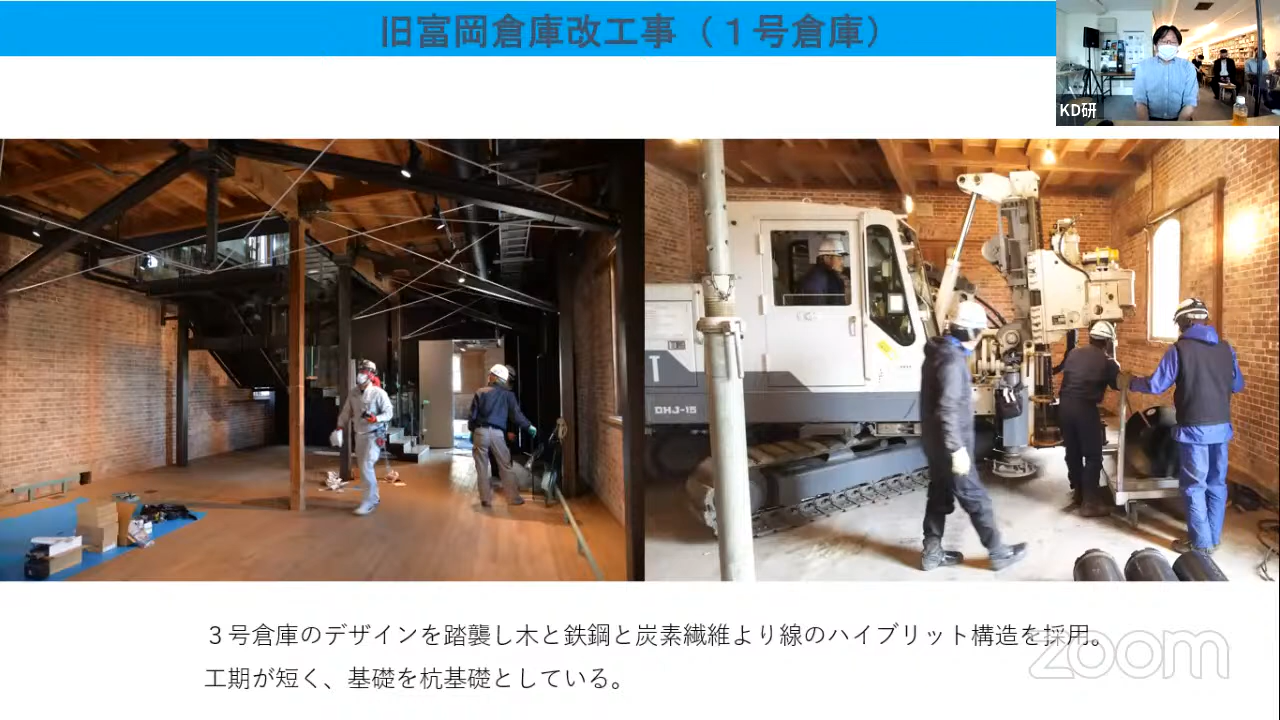 旧富岡倉庫改工事（１号倉庫）
KD研
T
DHJ-15
３号倉庫のデザインを踏襲し木と鉄鋼と炭素繊維より線のハイブリット構造を採用。
工期が短く、基礎を杭基礎としている。
zoom